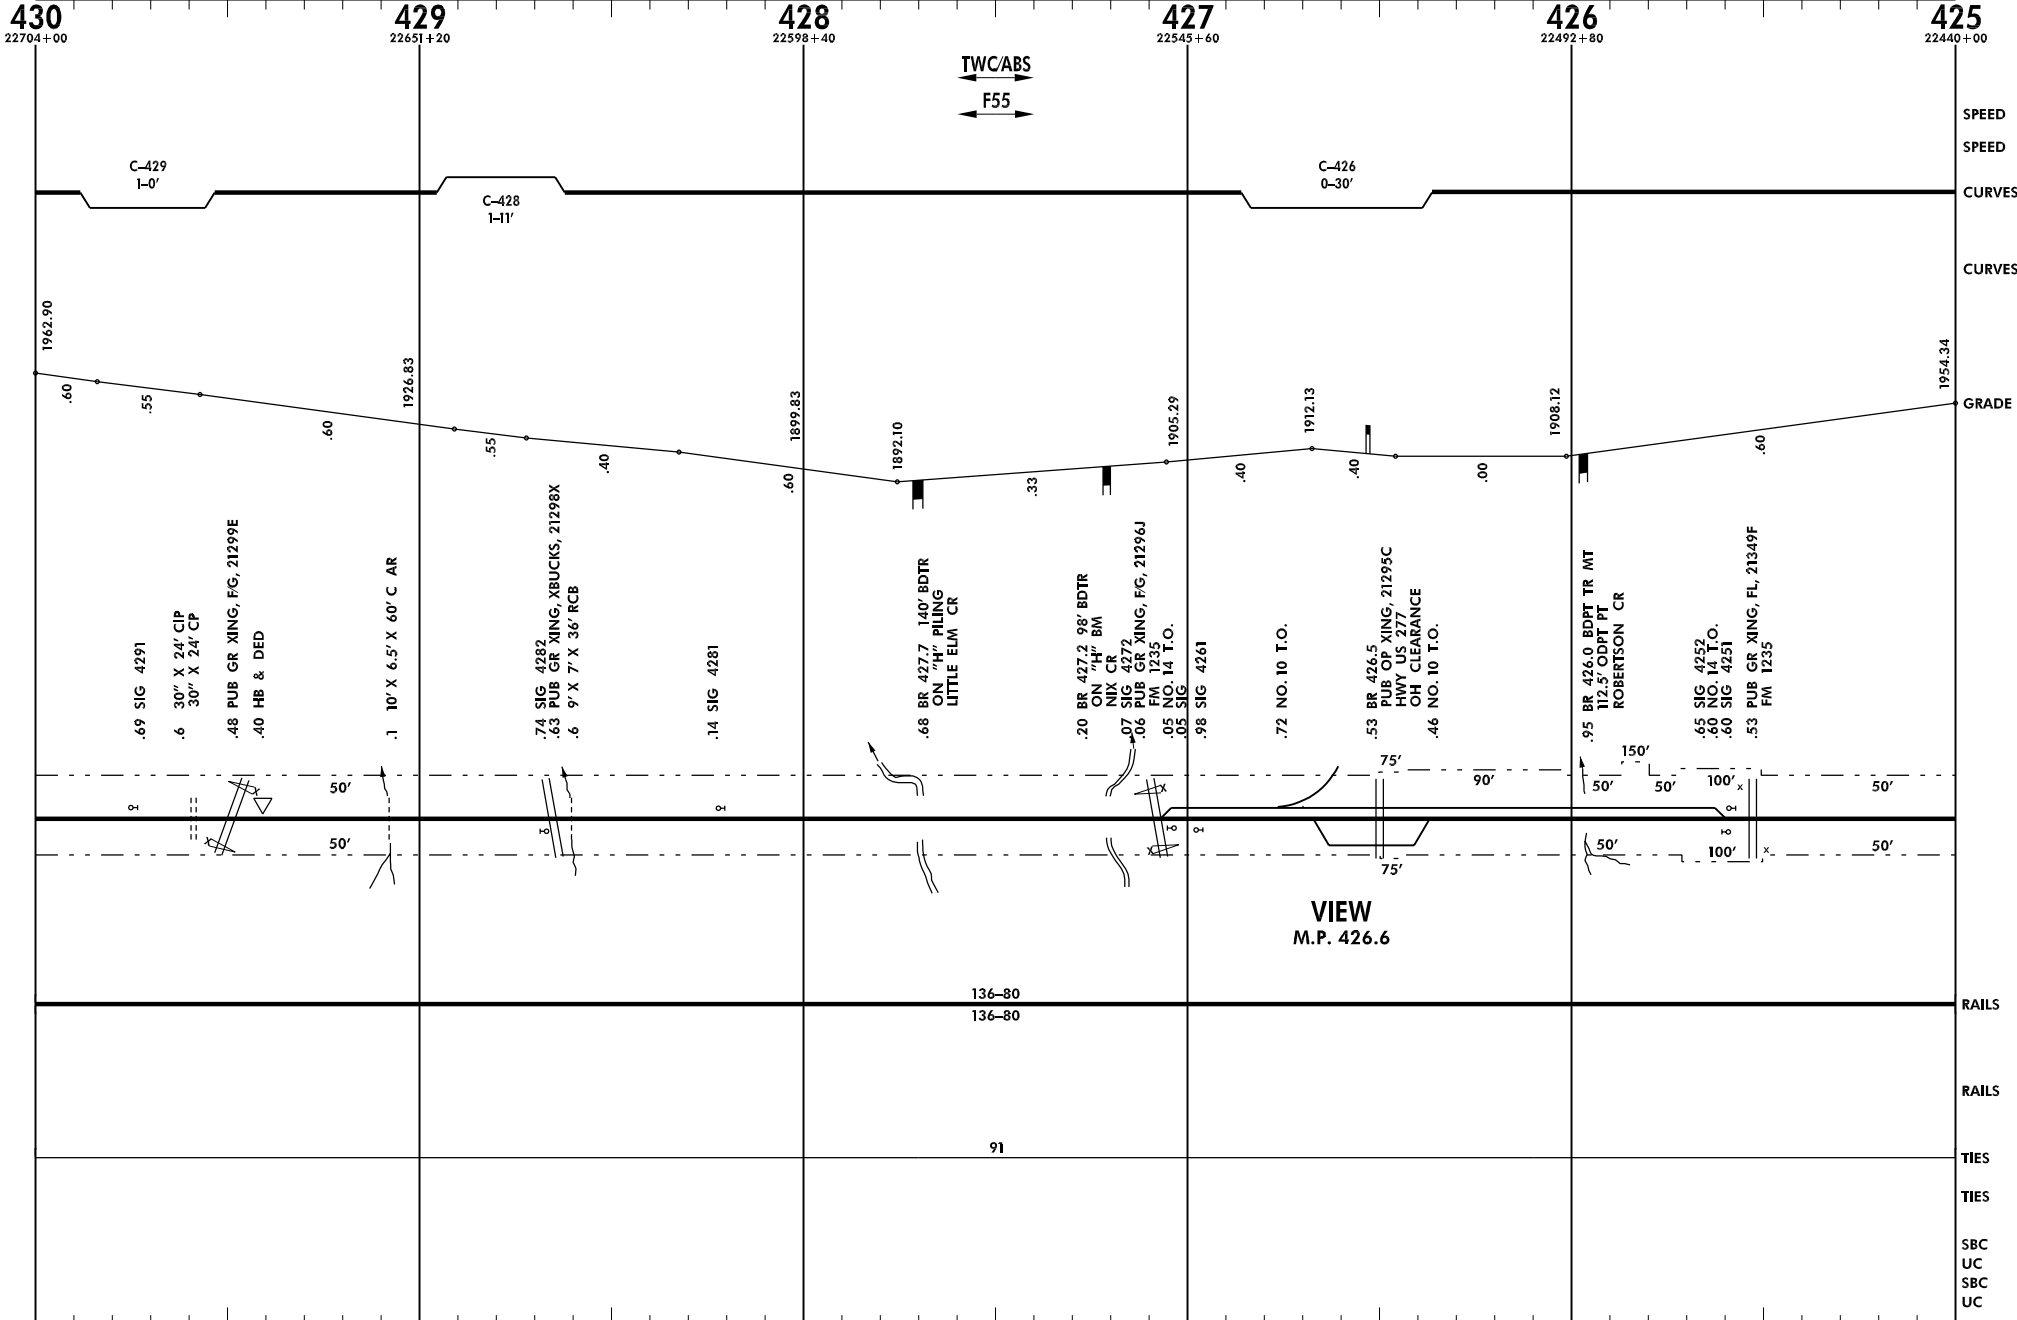 430 429 428 427 426 425
22704+00 22651+20 22598+40 22545+60 22492+80 22440+00
TWC/ABS
F55
SPEED
SPEED
C–429
1–0′
C–428
1–11′
C–426
0–30′
CURVES
CURVES
1962.90
1926.83
1899.83
1892.10
1905.29
1912.13
1908.12
1954.34
GRADE
.60
.55
.60
.55
.40
.60
.33
.40
.40
.00
.60
.69 SIG 4291
.6 30″ X 24′ CIP
30″ X 24′ CP
.48 PUB GR XING, F/G, 21299E
.40 HB & DED
.1 10′ X 6.5′ X 60′ C AR
.74 SIG 4282
.63 PUB GR XING, XBUCKS, 21298X
.6 9′ X 7′ X 36′ RCB
.14 SIG 4281
.68 BR 427.7 140′ BDTR
ON ″H″ PILING
LITTLE ELM CR
.20 BR 427.2 98′ BDTR
ON ″H″ BM
NIX CR
.07 SIG 4272
.06 PUB GR XING, F/G, 21296J
FM 1235
.05 NO. 14 T.O.
.05 SIG
.98 SIG 4261
.72 NO. 10 T.O.
.53 BR 426.5
PUB OP XING, 21295C
HWY US 277
OH CLEARANCE
.46 NO. 10 T.O.
.95 BR 426.0 BDPT TR MT
112.5′ ODPT PT
ROBERTSON CR
.65 SIG 4252
.60 NO. 14 T.O.
.60 SIG 4251
.53 PUB GR XING, FL, 21349F
FM 1235
50′
75′
90′
50′
150′
50′
100′
x
50′
x
x
50′
75′
50′
100′
x
50′
x
x
VIEW
M.P. 426.6
136–80
136–80
RAILS
RAILS
91
TIES
TIES
SBC
UC
SBC
UC